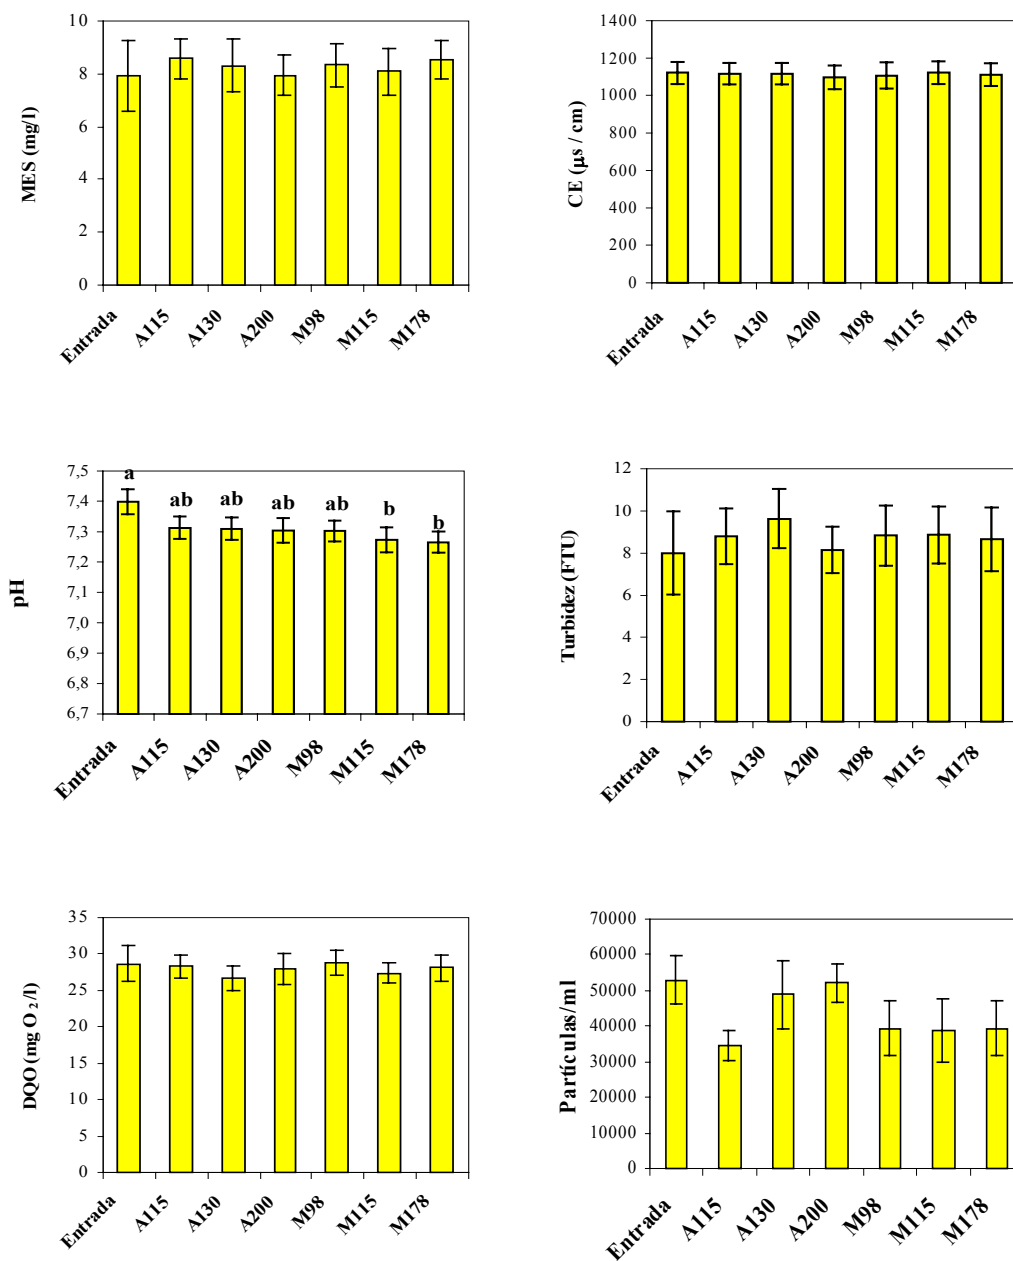 10
8
6
4
2
0
MES (mg/l)
Entrada
A115
A130
A200
M98
M115
M178
1400
1200
1000
800
600
400
200
0
CE (µs / cm)
Entrada
A115
A130
A200
M98
M115
M178
7,5
7,4
7,3
7,2
7,1
7,0
6,9
6,8
6,7
pH
a
ab
ab
ab
ab
b
b
Entrada
A115
A130
A200
M98
M115
M178
12
10
8
6
4
2
0
Turbidez (FTU)
Entrada
A115
A130
A200
M98
M115
M178
35
30
25
20
15
10
5
0
DQO (mg O₂/l)
Entrada
A115
A130
A200
M98
M115
M178
70000
60000
50000
40000
30000
20000
10000
0
Partículas/ml
Entrada
A115
A130
A200
M98
M115
M178